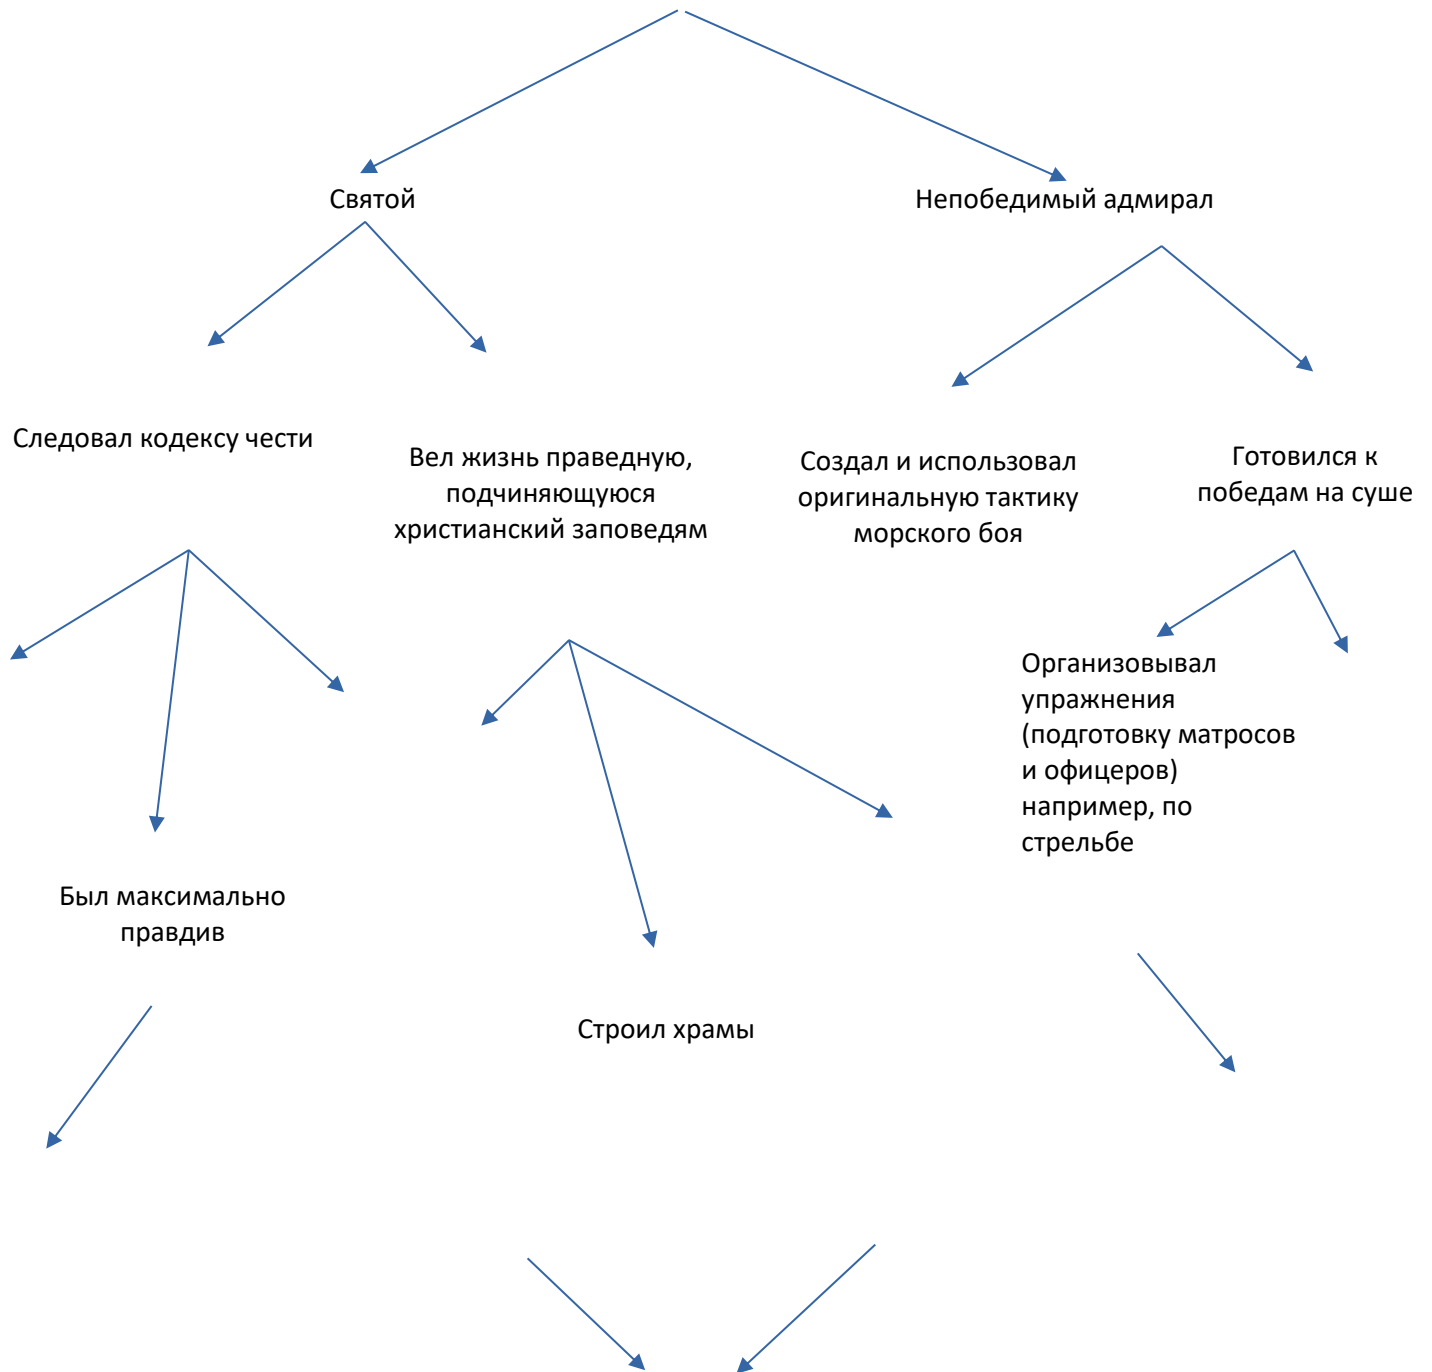 Святой
Непобедимый адмирал
Следовал кодексу чести
Вел жизнь праведную,
подчиняющуюся
христианский заповедям
Создал и использовал
оригинальную тактику
морского боя
Готовился к
победам на суше
Организовывал
упражнения
(подготовку матросов
и офицеров)
например, по
стрельбе
Был максимально
правдив
Строил храмы